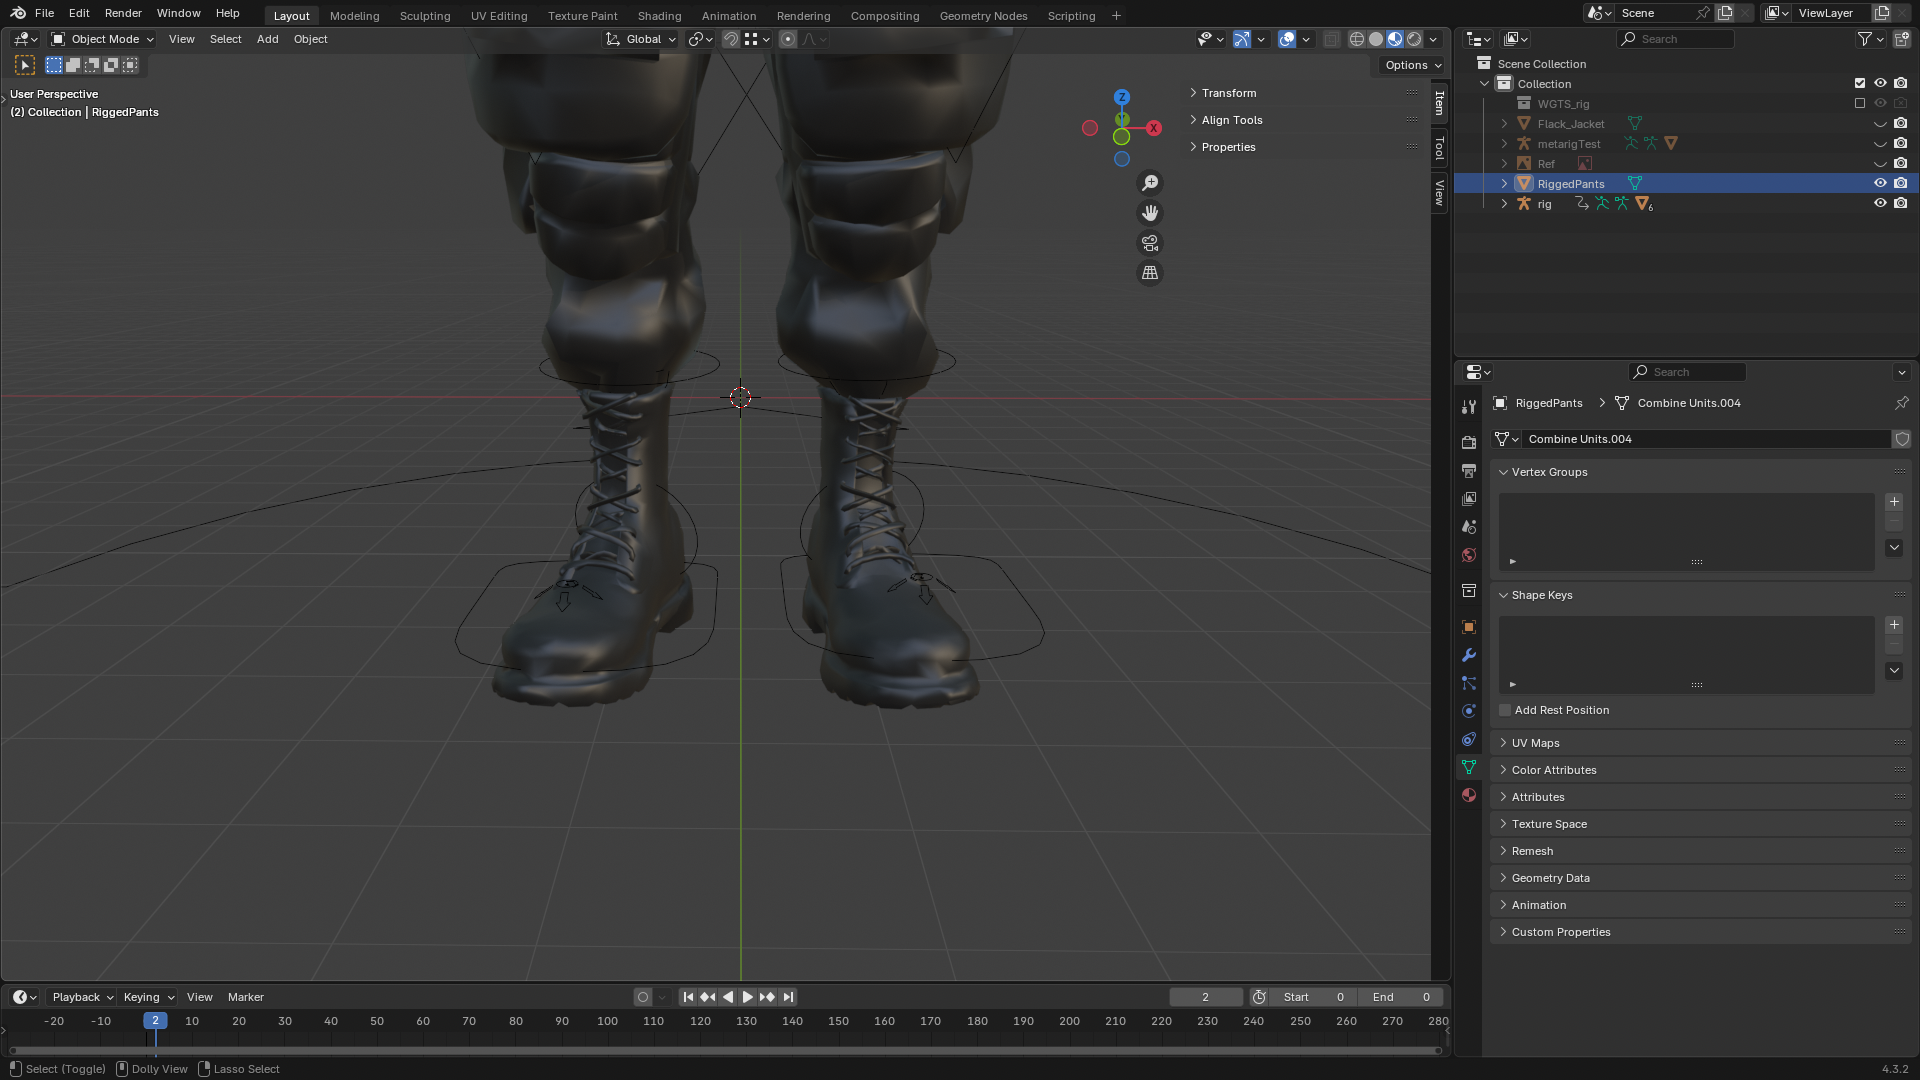 File Edit Render Window Help Layout Modeling Sculpting UV Editing Texture Paint Shading Animation Rendering Compositing Geometry Nodes Scripting + Scene ViewLayer
Object Mode View Select Add Object Global Search
Options
User Perspective
(2) Collection | RiggedPants
Z
Y
X
Transform
Align Tools
Properties
Item
Tool
View
Scene Collection
Collection
WGTS_rig
Flack_Jacket
metarigTest
Ref
RiggedPants
rig 6
Search
RiggedPants > Combine Units.004
Combine Units.004
Vertex Groups
Shape Keys
Add Rest Position
UV Maps
Color Attributes
Attributes
Texture Space
Remesh
Geometry Data
Animation
Custom Properties
Playback Keying View Marker 2 Start 0 End 0
-20 -10 2 10 20 30 40 50 60 70 80 90 100 110 120 130 140 150 160 170 180 190 200 210 220 230 240 250 260 270 280
Select (Toggle) Dolly View Lasso Select 4.3.2